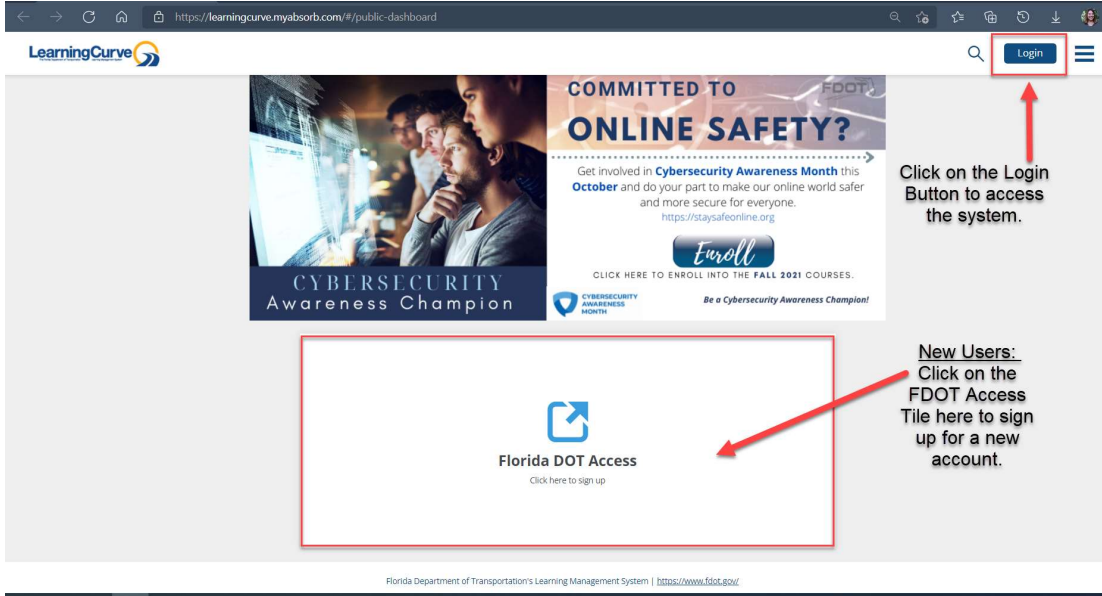 https://learningcurve.myabsorb.com/#/public-dashboard
LearningCurve
Login
COMMITTED TO
FDOT
ONLINE SAFETY?
Get involved in Cybersecurity Awareness Month this
October and do your part to make our online world safer
and more secure for everyone.
https://staysafeonline.org
Enroll
CLICK HERE TO ENROLL INTO THE FALL 2021 COURSES.
CYBERSECURITY
Awareness Champion
CYBERSECURITY
AWARENESS
MONTH
Be a Cybersecurity Awareness Champion!
Click on the Login
Button to access
the system.
Florida DOT Access
Click here to sign up
New Users:
Click on the
FDOT Access
Tile here to sign
up for a new
account.
Florida Department of Transportation's Learning Management System | https://www.fdot.gov/